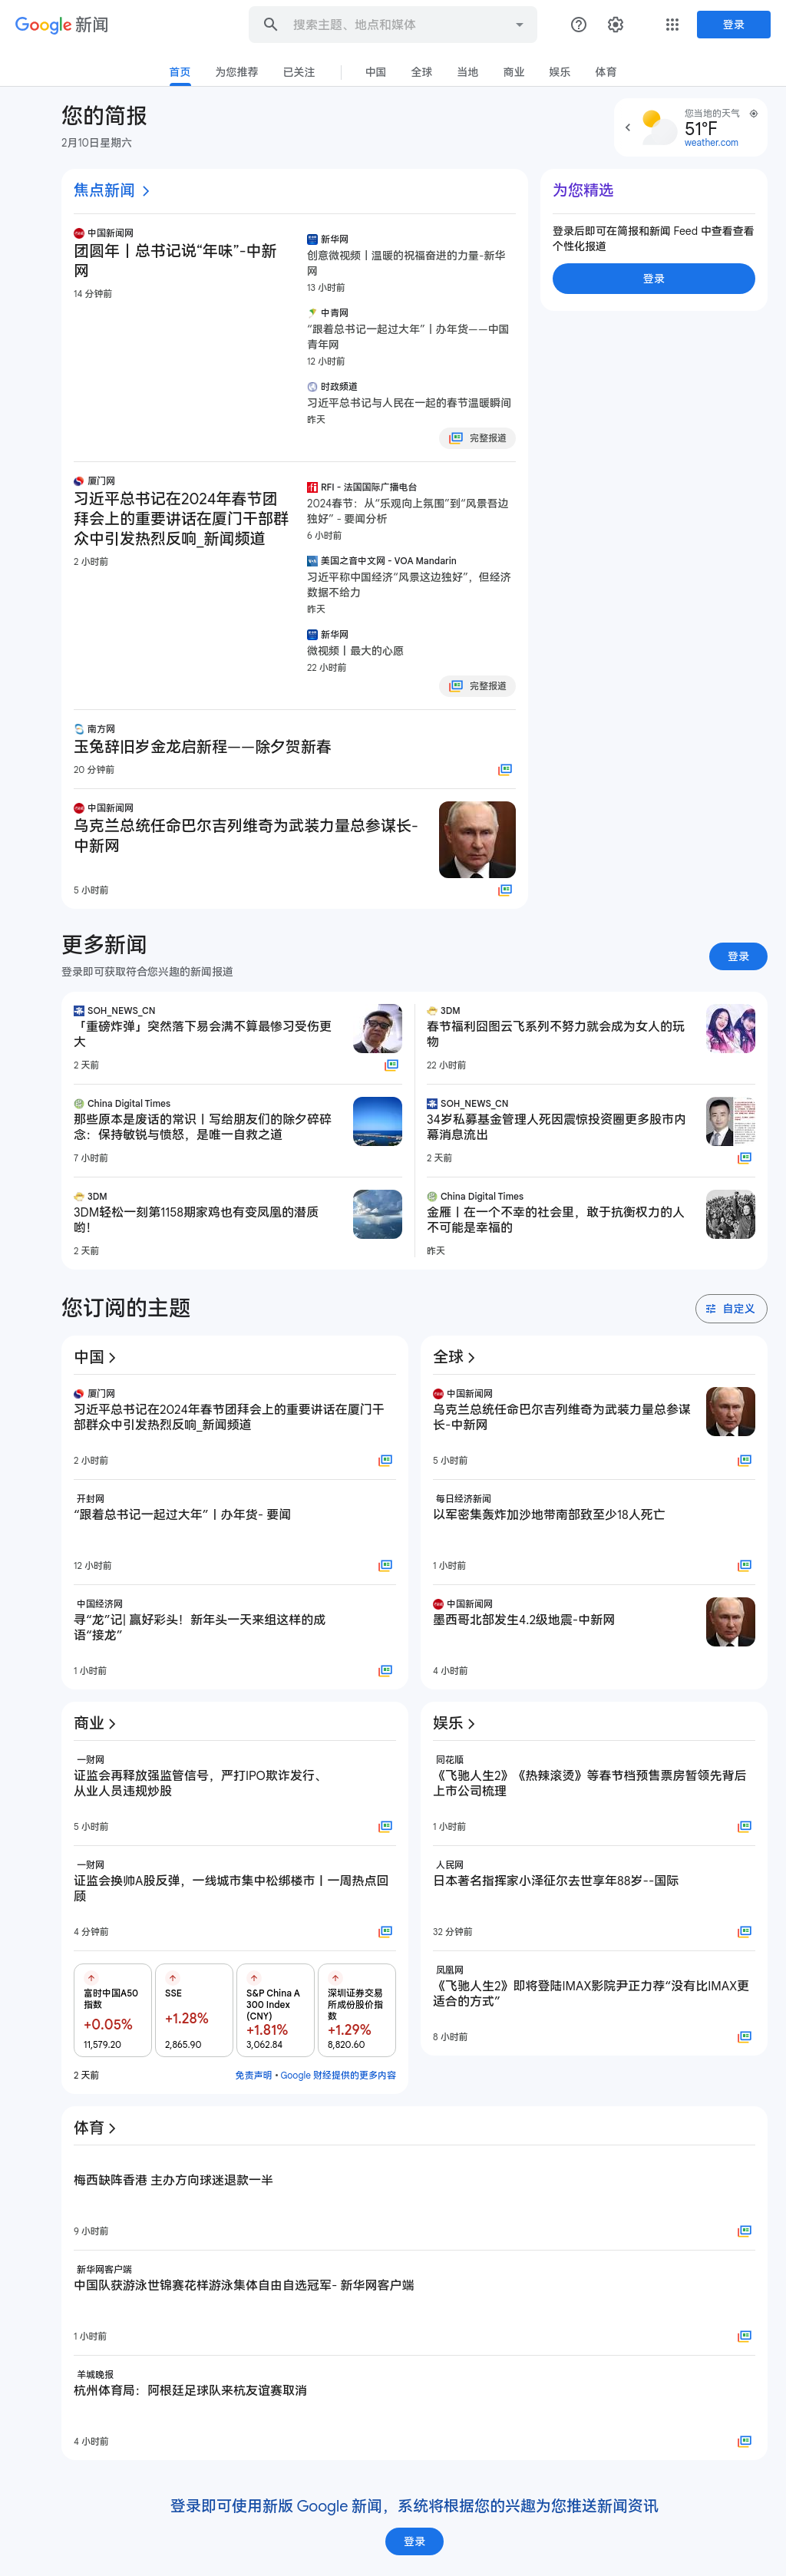 Google 新闻
搜索主题、地点和媒体
登录
首页
为您推荐
已关注
中国
全球
当地
商业
娱乐
体育
您的简报
2月10日星期六
您当地的天气
51°F
weather.com
焦点新闻
中国新闻网
团圆年丨总书记说“年味”-中新
网
14 分钟前
新华网
创意微视频丨温暖的祝福奋进的力量-新华
网
13 小时前
中青网
“跟着总书记一起过大年”丨办年货——中国
青年网
12 小时前
时政频道
习近平总书记与人民在一起的春节温暖瞬间
昨天
完整报道
为您精选
登录后即可在简报和新闻 Feed 中查看查看
个性化报道
登录
厦门网
习近平总书记在2024年春节团
拜会上的重要讲话在厦门干部群
众中引发热烈反响_新闻频道
2 小时前
RFI - 法国国际广播电台
2024春节：从“乐观向上氛围”到“风景吾边
独好” - 要闻分析
6 小时前
美国之音中文网 - VOA Mandarin
习近平称中国经济“风景这边独好”，但经济
数据不给力
昨天
新华网
微视频丨最大的心愿
22 小时前
完整报道
南方网
玉兔辞旧岁金龙启新程——除夕贺新春
20 分钟前
中国新闻网
乌克兰总统任命巴尔吉列维奇为武装力量总参谋长-
中新网
5 小时前
更多新闻
登录即可获取符合您兴趣的新闻报道
登录
SOH_NEWS_CN
「重磅炸弹」突然落下易会满不算最惨习受伤更
大
2 天前
3DM
春节福利囧图云飞系列不努力就会成为女人的玩
物
22 小时前
China Digital Times
那些原本是废话的常识丨写给朋友们的除夕碎碎
念：保持敏锐与愤怒，是唯一自救之道
7 小时前
SOH_NEWS_CN
34岁私募基金管理人死因震惊投资圈更多股市内
幕消息流出
2 天前
3DM
3DM轻松一刻第1158期家鸡也有变凤凰的潜质
哟！
2 天前
China Digital Times
金雁丨在一个不幸的社会里，敢于抗衡权力的人
不可能是幸福的
昨天
您订阅的主题
自定义
中国
厦门网
习近平总书记在2024年春节团拜会上的重要讲话在厦门干
部群众中引发热烈反响_新闻频道
2 小时前
开封网
“跟着总书记一起过大年”丨办年货- 要闻
12 小时前
中国经济网
寻“龙”记| 赢好彩头！新年头一天来组这样的成
语“接龙”
1 小时前
全球
中国新闻网
乌克兰总统任命巴尔吉列维奇为武装力量总参谋
长-中新网
5 小时前
每日经济新闻
以军密集轰炸加沙地带南部致至少18人死亡
1 小时前
中国新闻网
墨西哥北部发生4.2级地震-中新网
4 小时前
商业
一财网
证监会再释放强监管信号，严打IPO欺诈发行、
从业人员违规炒股
5 小时前
一财网
证监会换帅A股反弹，一线城市集中松绑楼市丨一周热点回
顾
4 分钟前
富时中国A50
指数
+0.05%
11,579.20
SSE
+1.28%
2,865.90
S&P China A
300 Index
(CNY)
+1.81%
3,062.84
深圳证券交易
所成份股价指
数
+1.29%
8,820.60
2 天前
免责声明 • Google 财经提供的更多内容
娱乐
同花顺
《飞驰人生2》《热辣滚烫》等春节档预售票房暂领先背后
上市公司梳理
1 小时前
人民网
日本著名指挥家小泽征尔去世享年88岁--国际
32 分钟前
凤凰网
《飞驰人生2》即将登陆IMAX影院尹正力荐“没有比IMAX更
适合的方式”
8 小时前
体育
梅西缺阵香港 主办方向球迷退款一半
9 小时前
新华网客户端
中国队获游泳世锦赛花样游泳集体自由自选冠军- 新华网客户端
1 小时前
羊城晚报
杭州体育局：阿根廷足球队来杭友谊赛取消
4 小时前
登录即可使用新版 Google 新闻，系统将根据您的兴趣为您推送新闻资讯
登录